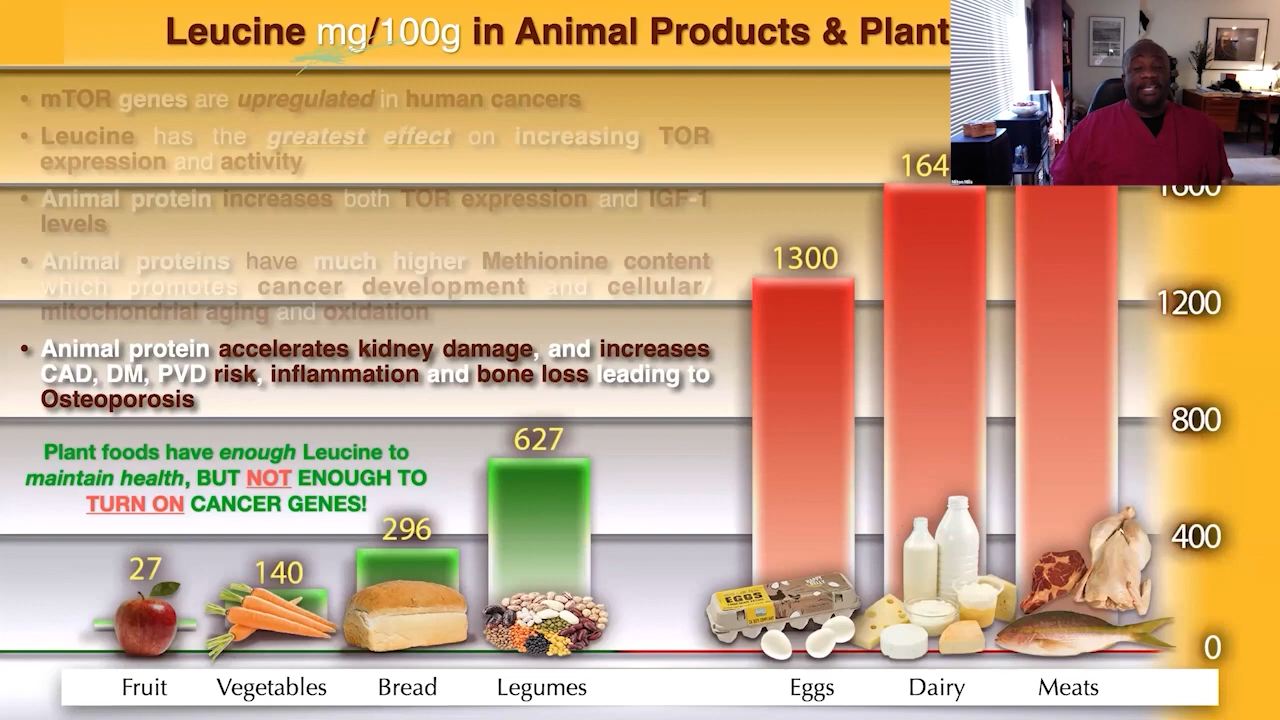 Leucine mg/100g in Animal Products & Plant
• mTOR genes are upregulated in human cancers
• Leucine has the greatest effect on increasing TOR
expression and activity
• Animal protein increases both TOR expression and IGF-1
levels
• Animal proteins have much higher Methionine content
which promotes cancer development and cellular/
mitochondrial aging and oxidation
• Animal protein accelerates kidney damage, and increases
CAD, DM, PVD risk, inflammation and bone loss leading to
Osteoporosis
Plant foods have enough Leucine to
maintain health, BUT NOT ENOUGH TO
TURN ON CANCER GENES!
27
140
296
627
1300
164
1600
1200
800
400
0
EGGS
Fruit
Vegetables
Bread
Legumes
Eggs
Dairy
Meats